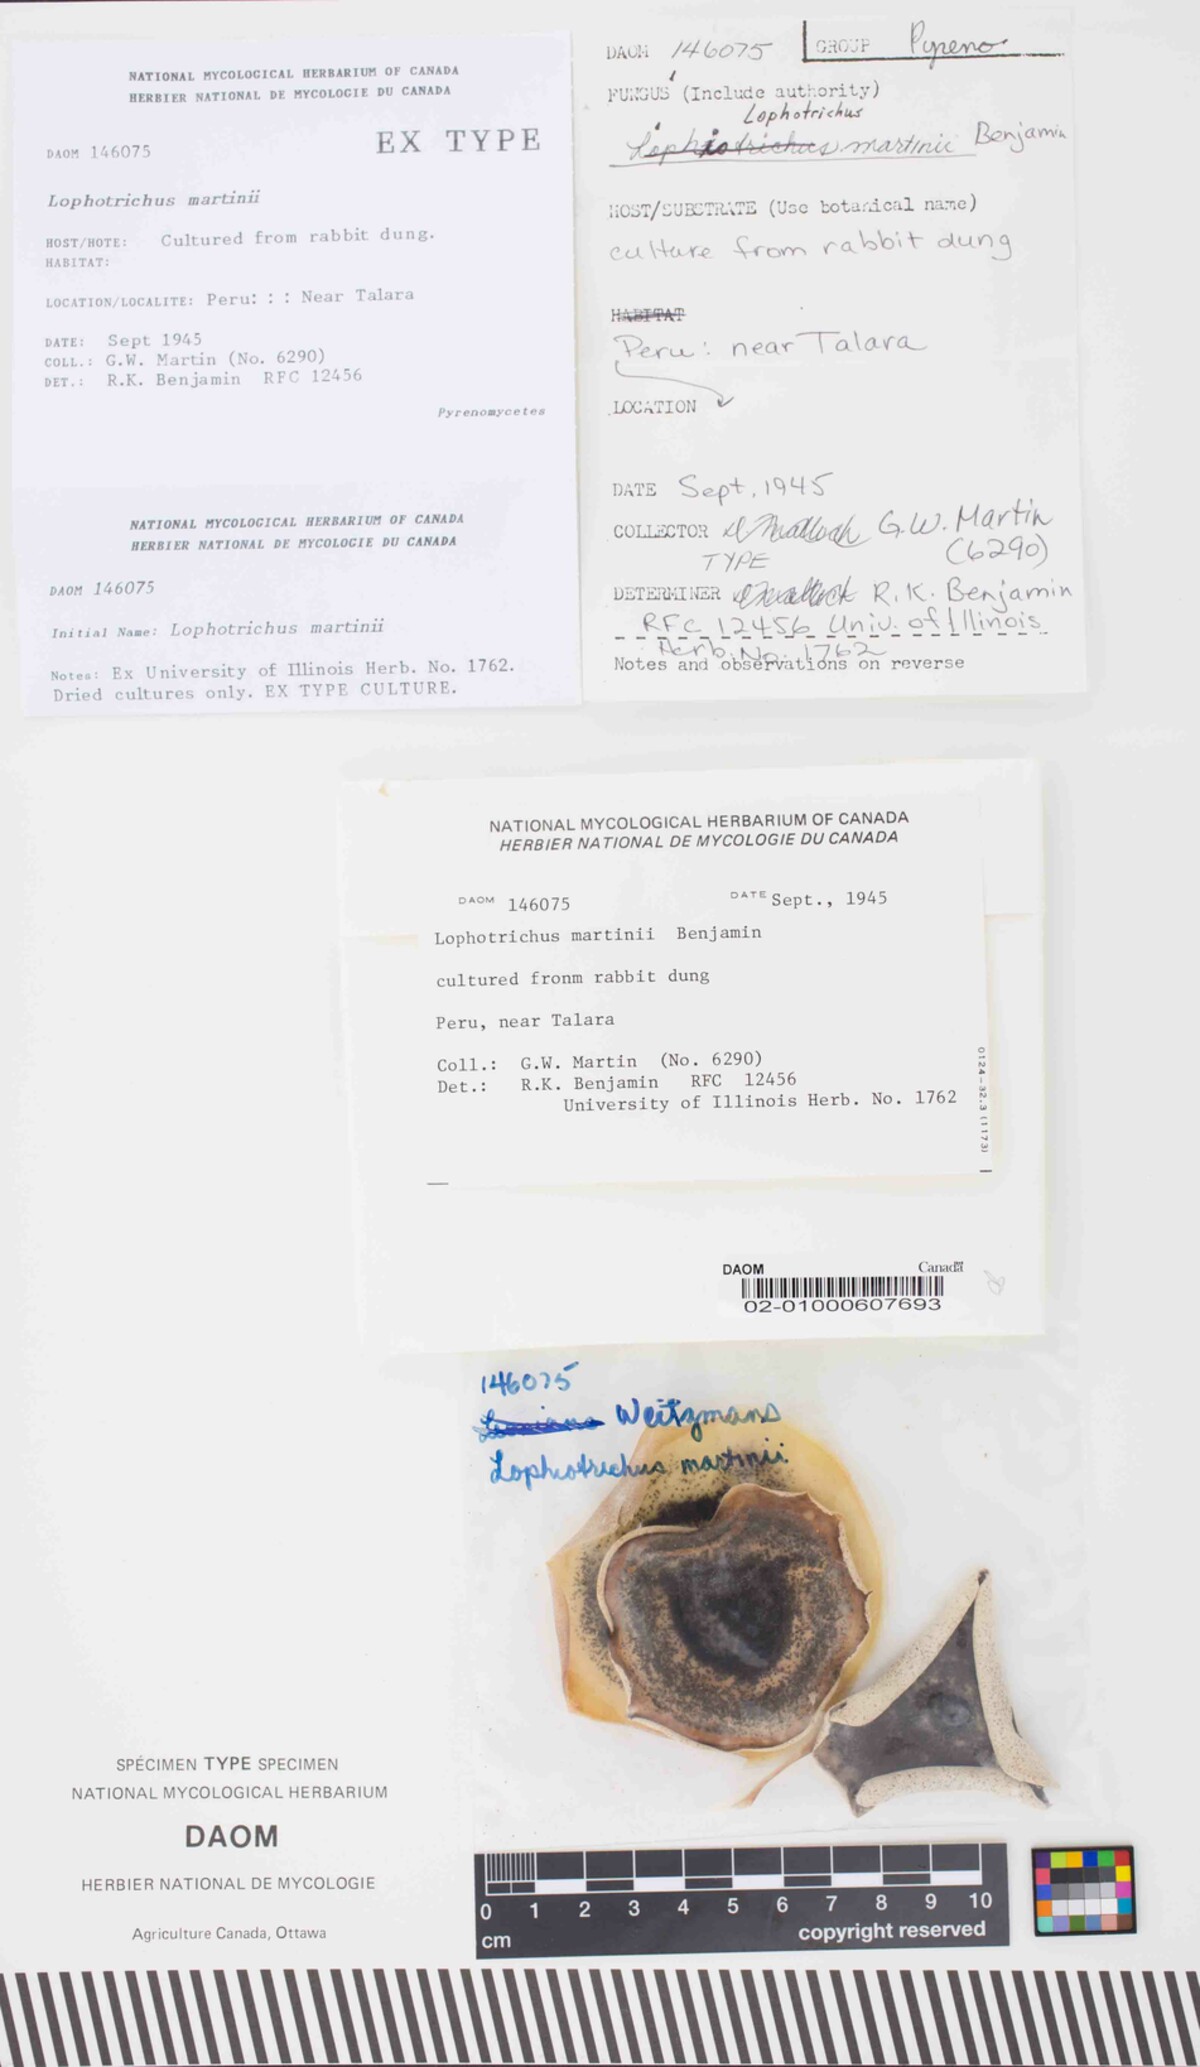 NATIONAL MYCOLOGICAL HERBARIUM OF CANADA
HERBIER NATIONAL DE MYCOLOGIE DU CANADA
DAOM 146075
EX TYPE
Lophotrichus martinii
HOST/HOTE: Cultured from rabbit dung.
HABITAT:
LOCATION/LOCALITE: Peru: : : Near Talara
DATE: Sept 1945
COLL.: G.W. Martin (No. 6290)
DET.: R.K. Benjamin RFC 12456
Pyrenomycetes
NATIONAL MYCOLOGICAL HERBARIUM OF CANADA
HERBIER NATIONAL DE MYCOLOGIE DU CANADA
DAOM 146075
Initial Name: Lophotrichus martinii
Notes: Ex University of Illinois Herb. No. 1762.
Dried cultures only. EX TYPE CULTURE.
DAOM 146075 GROUP Pyreno
FUNGUS (Include authority)
Lophotrichus
Lophiotrichus martinii Benjamin
HOST/SUBSTRATE (Use botanical name)
culture from rabbit dung
HABITAT
Peru: near Talara
LOCATION
DATE Sept, 1945
COLLECTOR D Malloch G.W. Martin
TYPE (6290)
DETERMINER D Malloch R.K. Benjamin
RFC 12456 Univ. of Illinois
Herb. No. 1762
Notes and observations on reverse
NATIONAL MYCOLOGICAL HERBARIUM OF CANADA
HERBIER NATIONAL DE MYCOLOGIE DU CANADA
DAOM 146075 DATE Sept., 1945
Lophotrichus martinii Benjamin
cultured fronm rabbit dung
Peru, near Talara
Coll.: G.W. Martin (No. 6290)
Det.: R.K. Benjamin RFC 12456
University of Illinois Herb. No. 1762
0124-32.3 (1173)
DAOM Canada
02-01000607693
146075
Weitzmans
Lophiotrichus martinii
SPÉCIMEN TYPE SPECIMEN
NATIONAL MYCOLOGICAL HERBARIUM
DAOM
HERBIER NATIONAL DE MYCOLOGIE
Agriculture Canada, Ottawa
0 1 2 3 4 5 6 7 8 9 10
cm copyright reserved